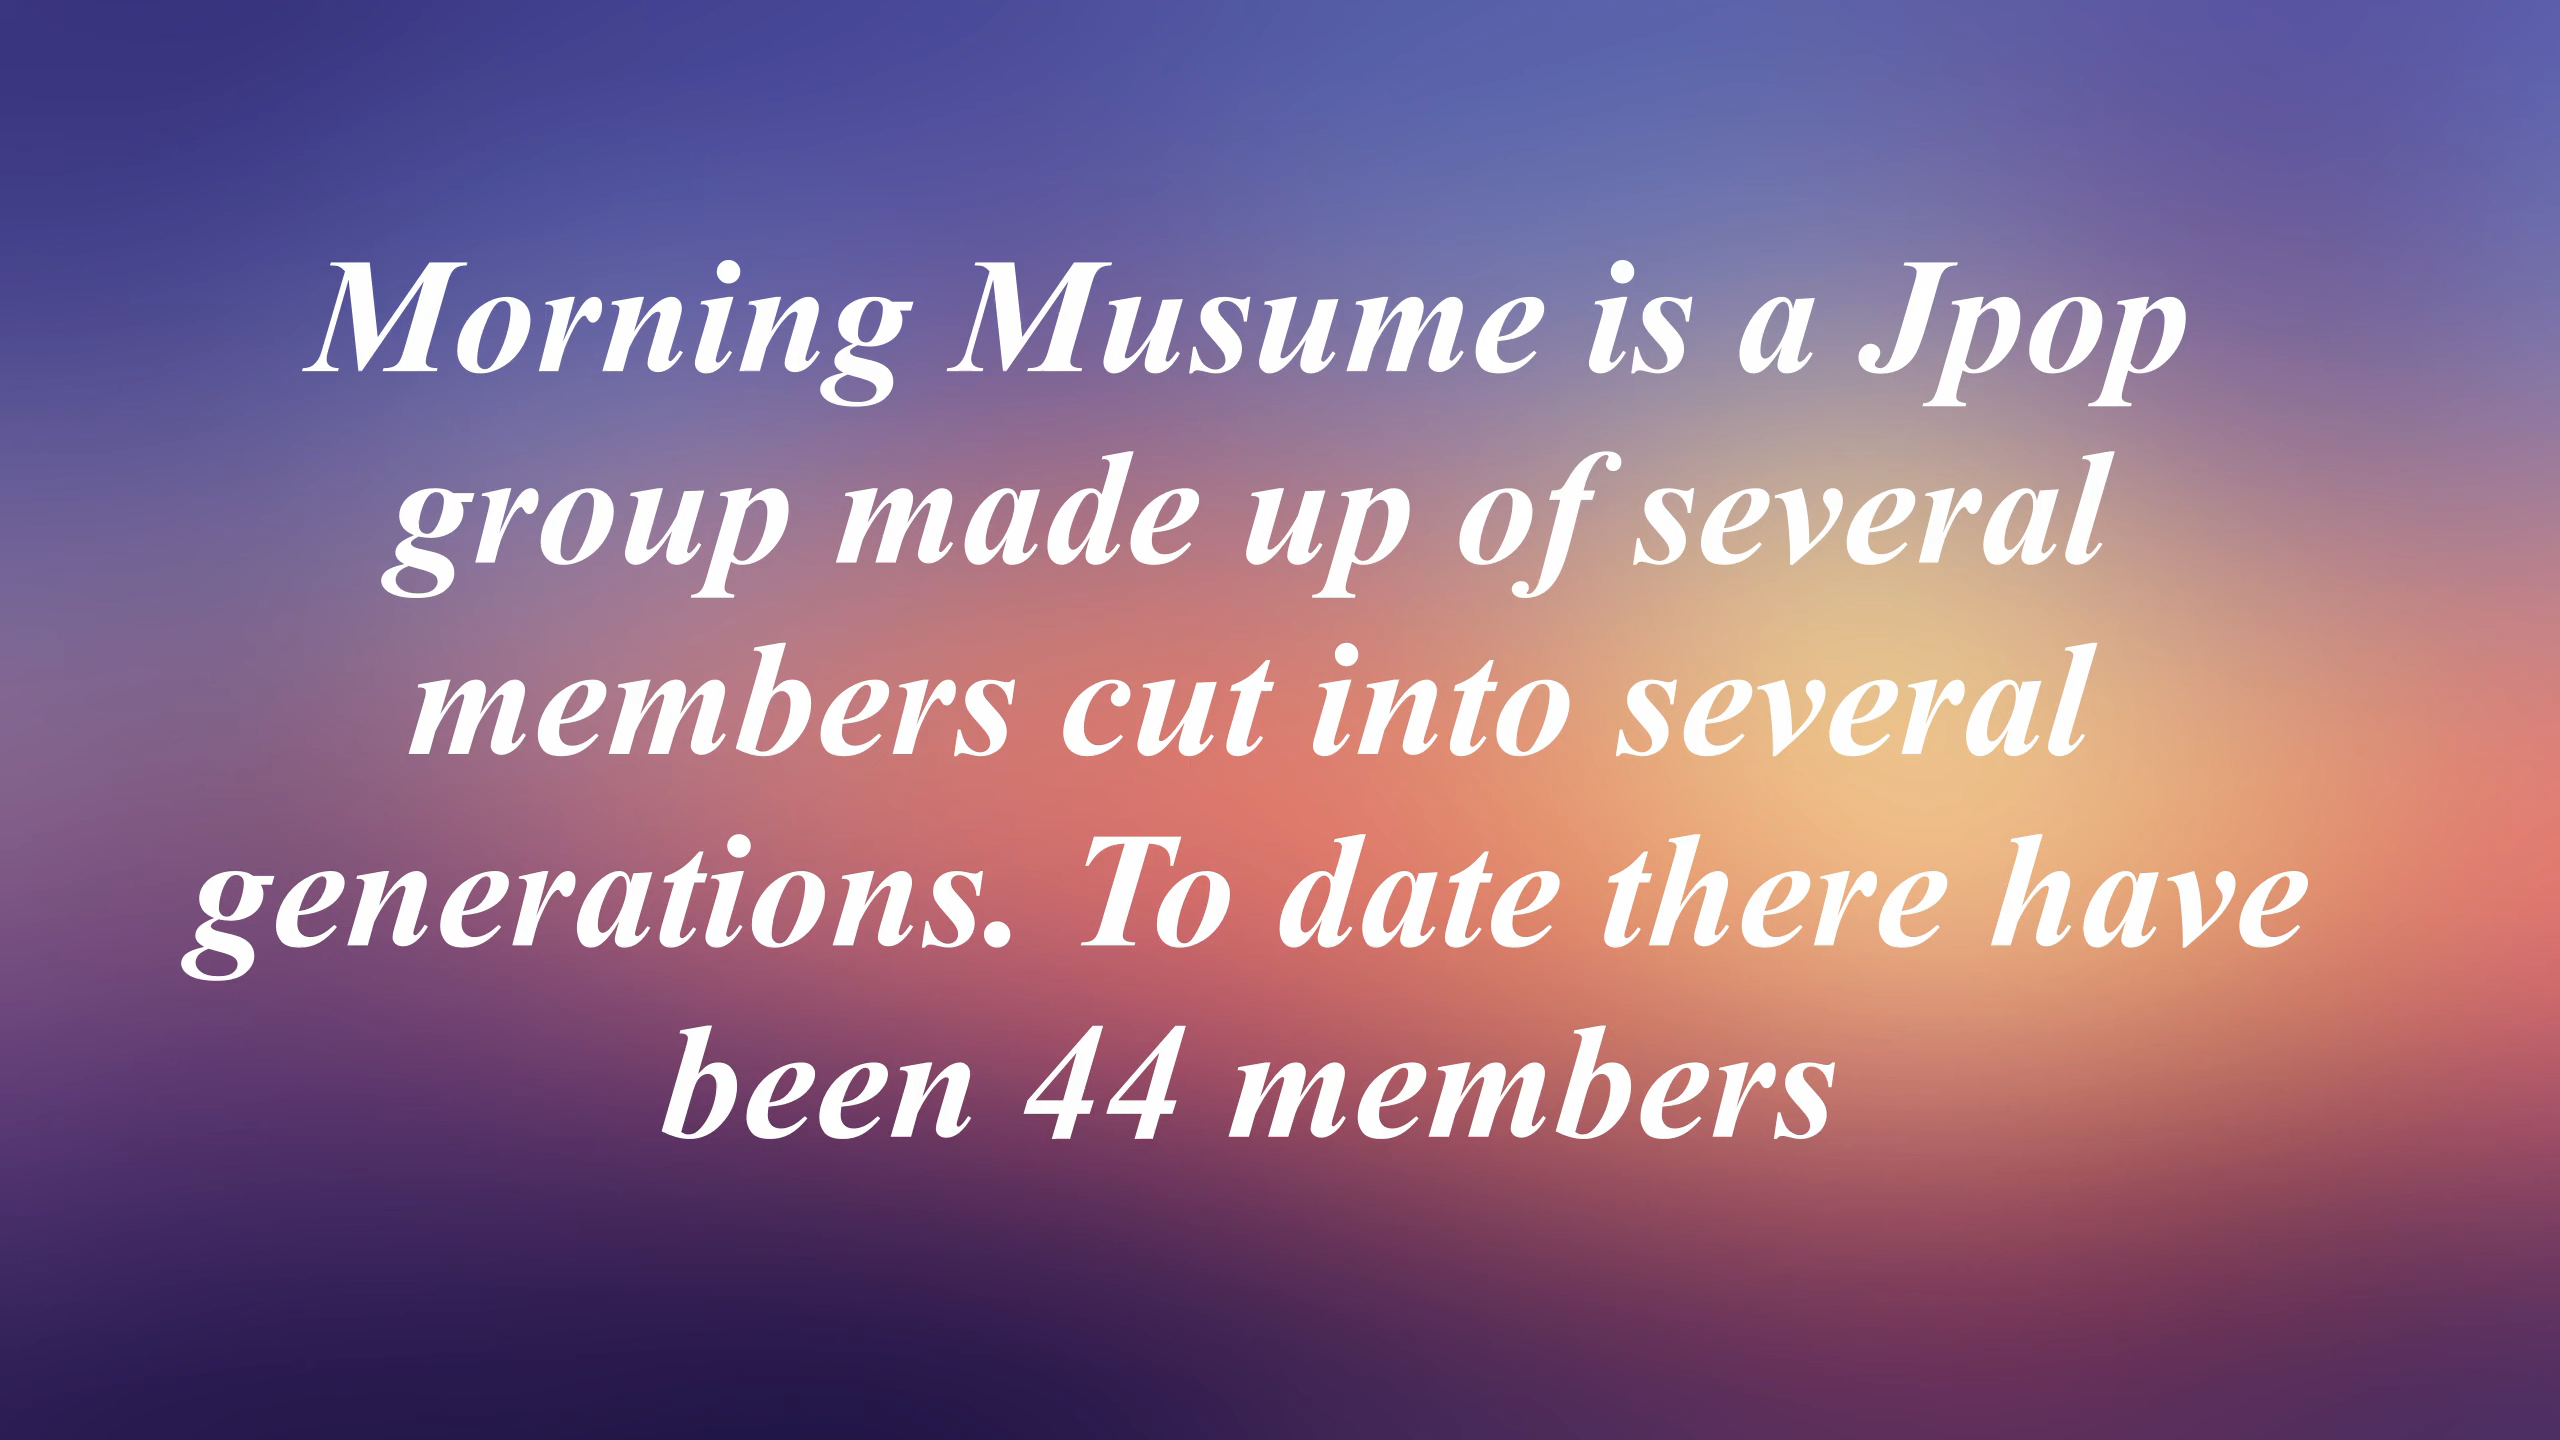 Morning Musume is a Jpop
group made up of several
members cut into several
generations. To date there have
been 44 members